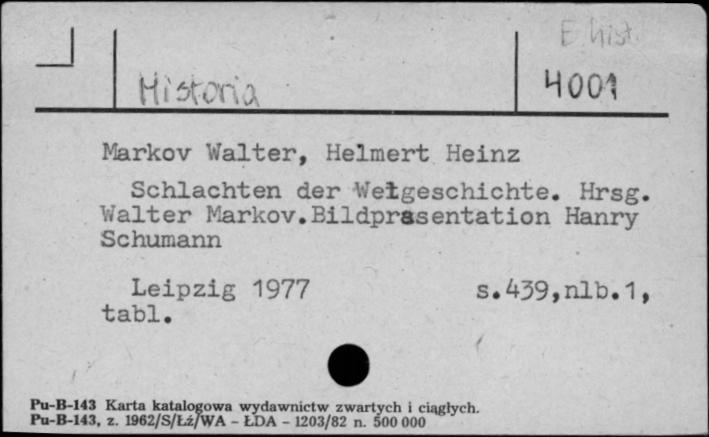 E hist.
Historia 4001
Markov Walter, Helmert Heinz
Schlachten der Wetgeschichte. Hrsg.
Walter Markov.Bildprasentation Hanry
Schumann
Leipzig 1977 s.439,nlb.1,
tabl.
Pu-B-143 Karta katalogowa wydawnictw zwartych i ciągłych.
Pu-B-143, z. 1962/S/Łź/WA – ŁDA – 1203/82 n. 500 000